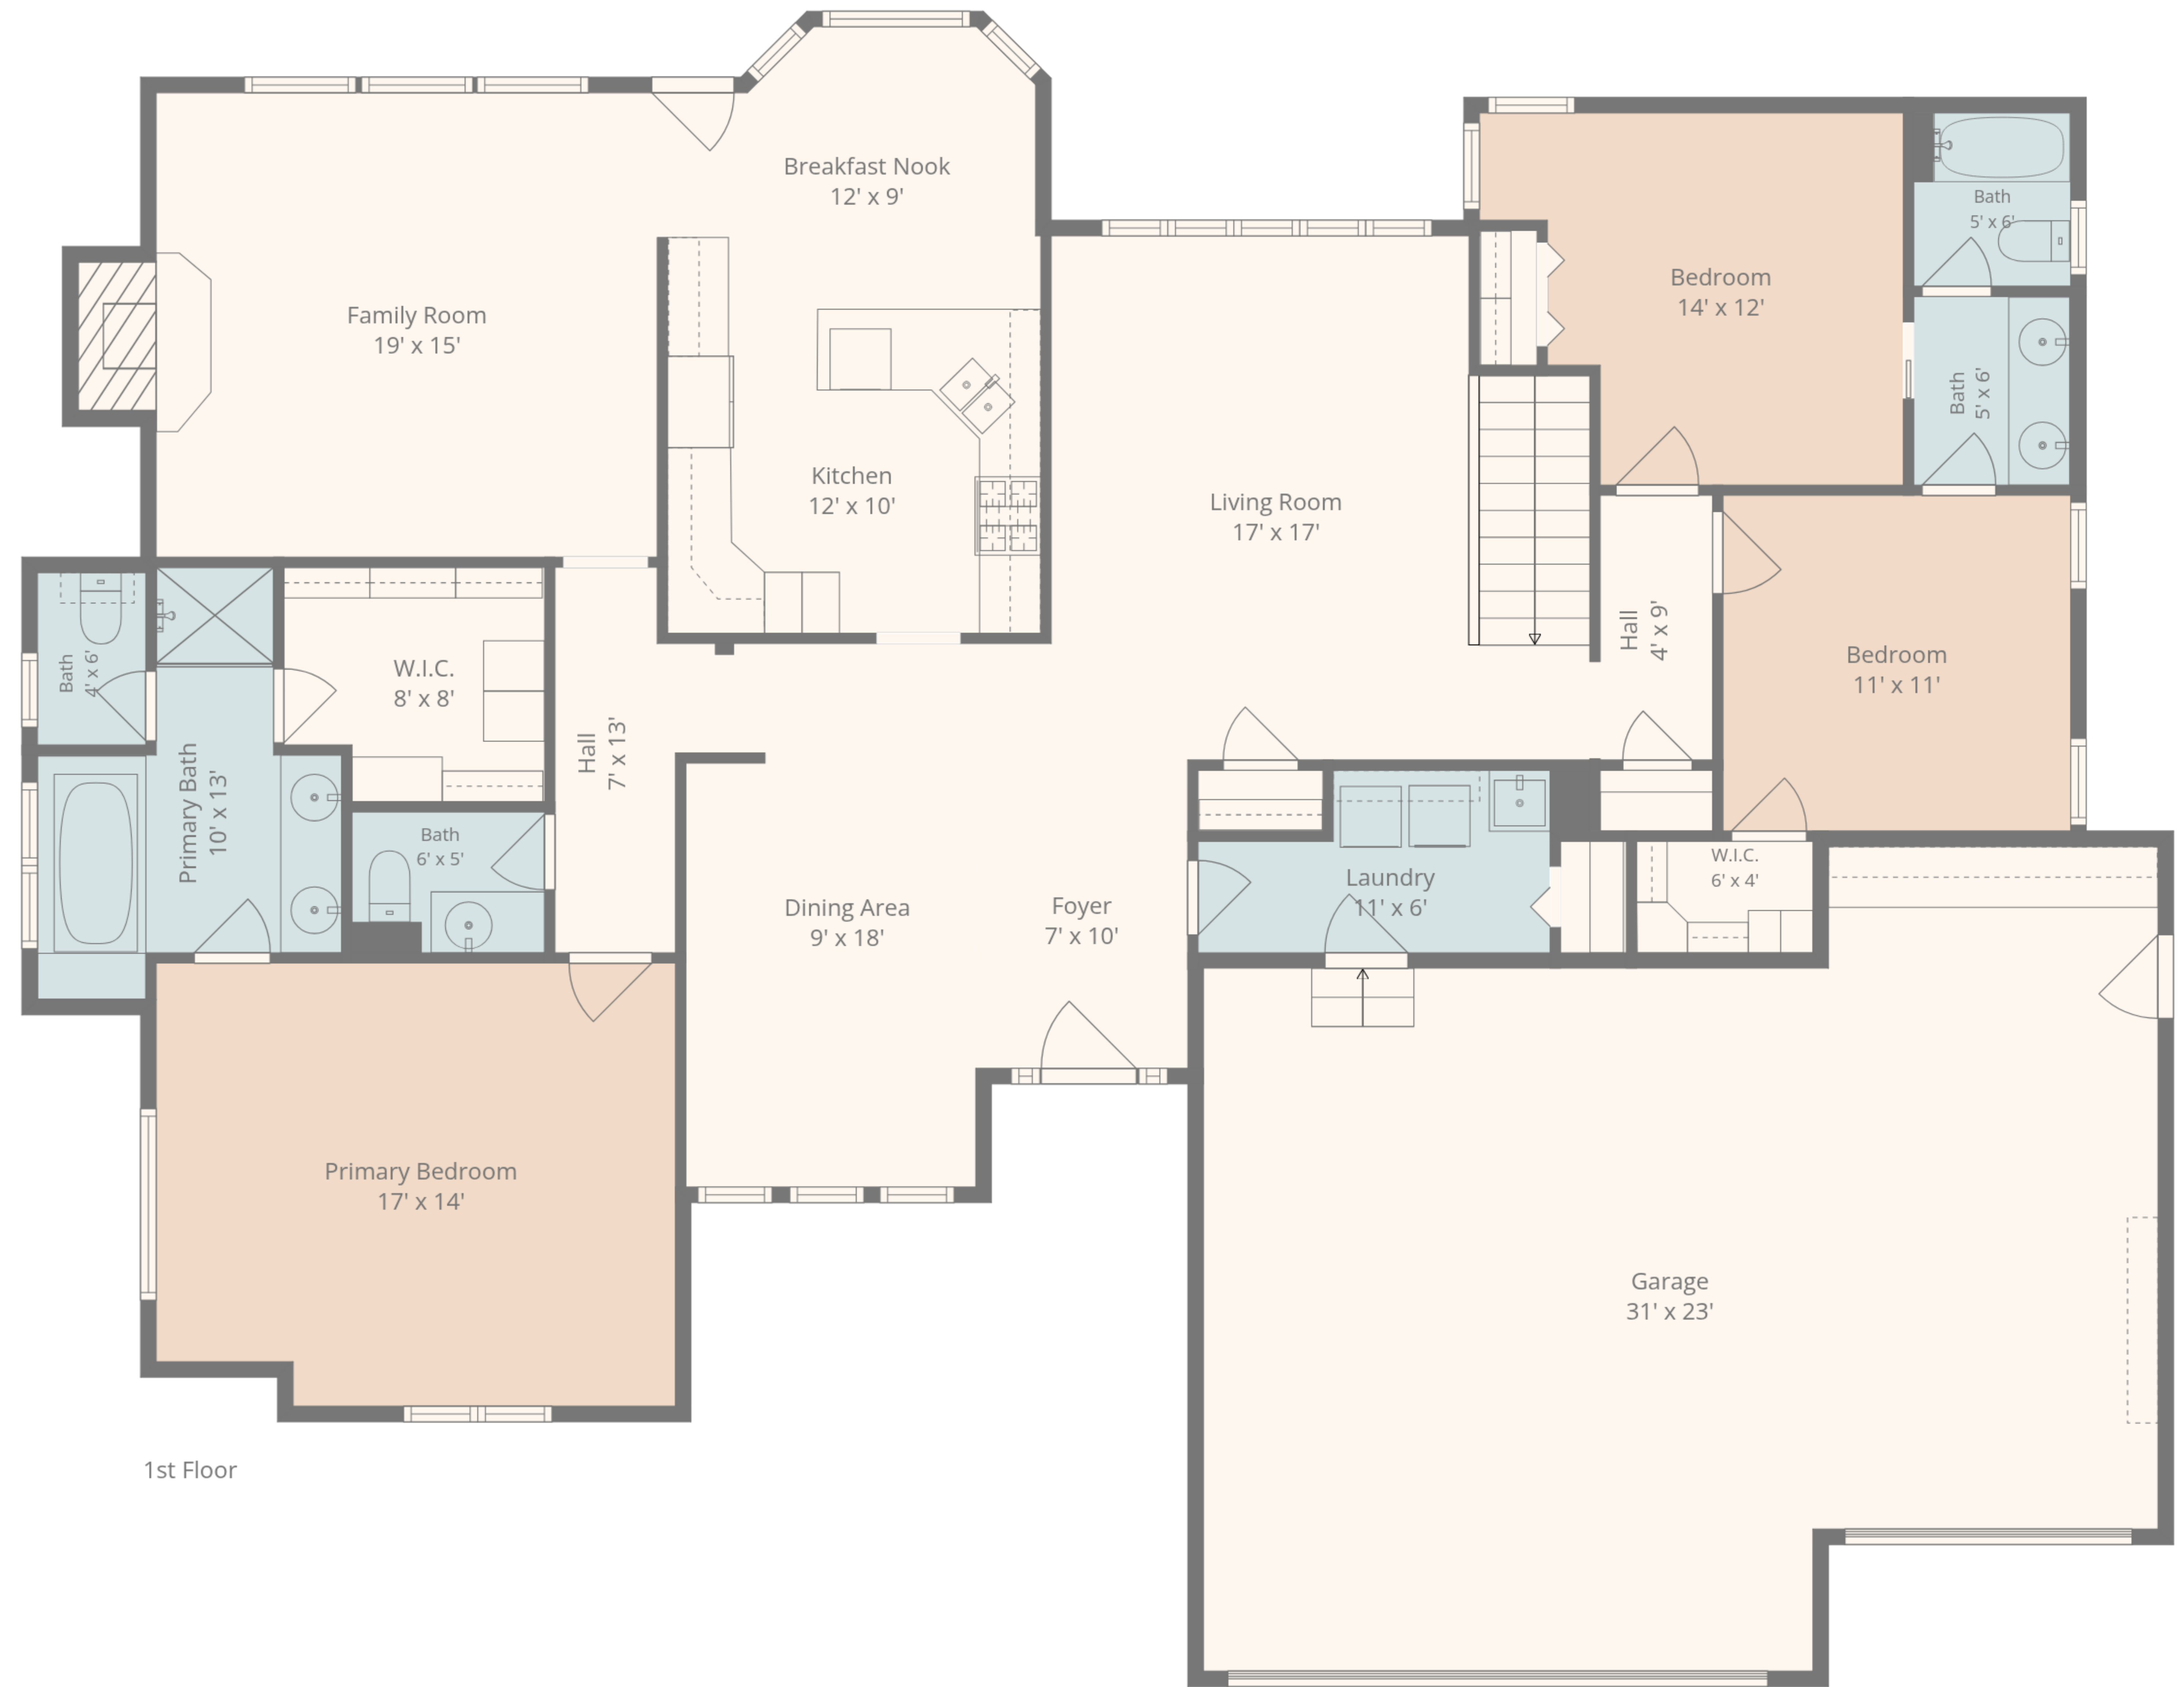 Breakfast Nook
12' x 9'
Bath
5' x 6'
Bedroom
14' x 12'
Family Room
19' x 15'
Bath
5' x 6'
Kitchen
12' x 10'
Living Room
17' x 17'
Hall
4' x 9'
Bedroom
11' x 11'
Bath
4' x 6'
W.I.C.
8' x 8'
Hall
7' x 13'
Primary Bath
10' x 13'
Bath
6' x 5'
Dining Area
9' x 18'
Foyer
7' x 10'
Laundry
11' x 6'
W.I.C.
6' x 4'
Primary Bedroom
17' x 14'
Garage
31' x 23'
1st Floor